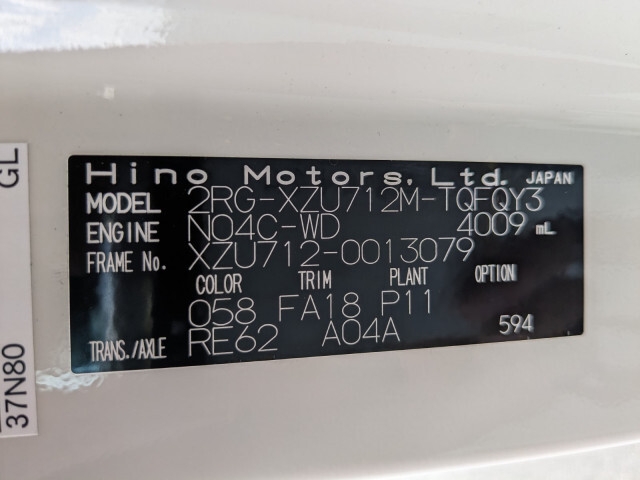 Hino Motors, Ltd. JAPAN
MODEL 2RG-XZU712M-TQFQY3
ENGINE N04C-WD 4009 mL
FRAME No. XZU712-0013079
COLOR TRIM PLANT OPTION
058 FA18 P11
TRANS./AXLE RE62 A04A 594
GL
37N80